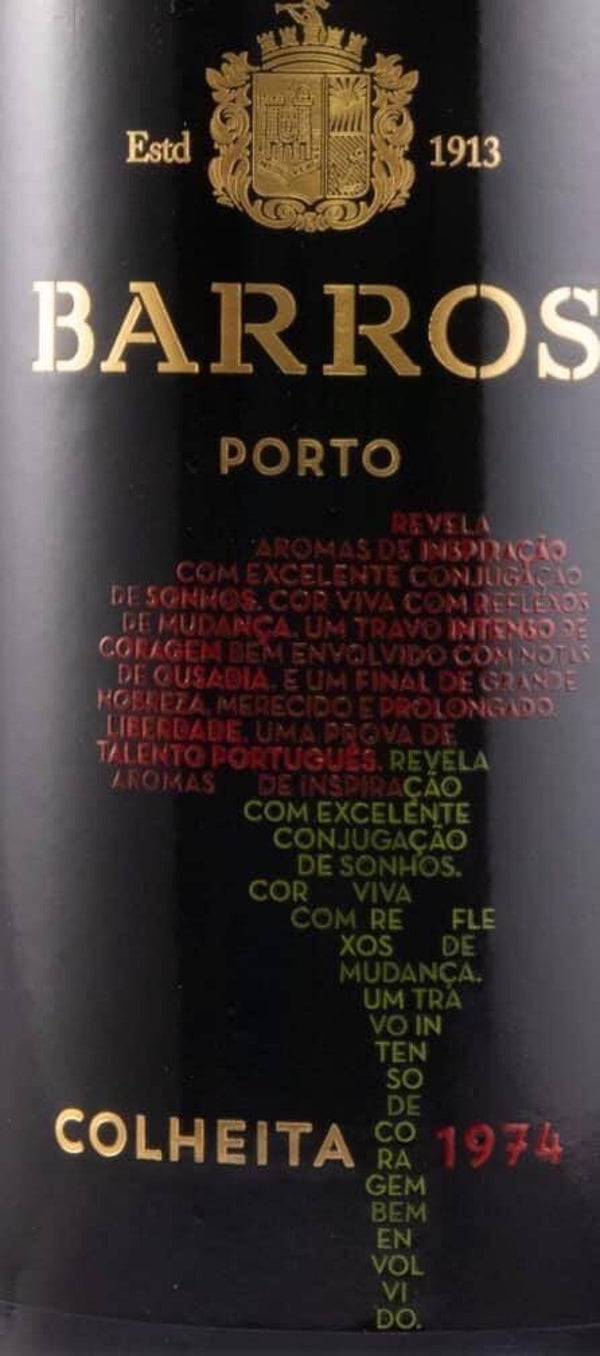 Estd 1913
BARROS
PORTO
REVELA
AROMAS DE INSPIRAÇÃO
COM EXCELENTE CONJUGAÇÃO
DE SONHOS. COR VIVA COM REFLEXOS
DE MUDANÇA. UM TRAVO INTENSO DE
CORAGEM BEM ENVOLVIDO COM NOTAS
DE OUSADIA. E UM FINAL DE GRANDE
NOBREZA, MERECIDO E PROLONGADO.
LIBERDADE, UMA PROVA DE
TALENTO PORTUGUÊS. REVELA
AROMAS DE INSPIRAÇÃO
COM EXCELENTE
CONJUGAÇÃO
DE SONHOS.
COR VIVA
COM RE FLE
XOS DE
MUDANÇA.
UM TRA
VO IN
TEN
SO
DE
CO
COLHEITA 1974
RA
GEM
BEM
EN
VOL
VI
DO.